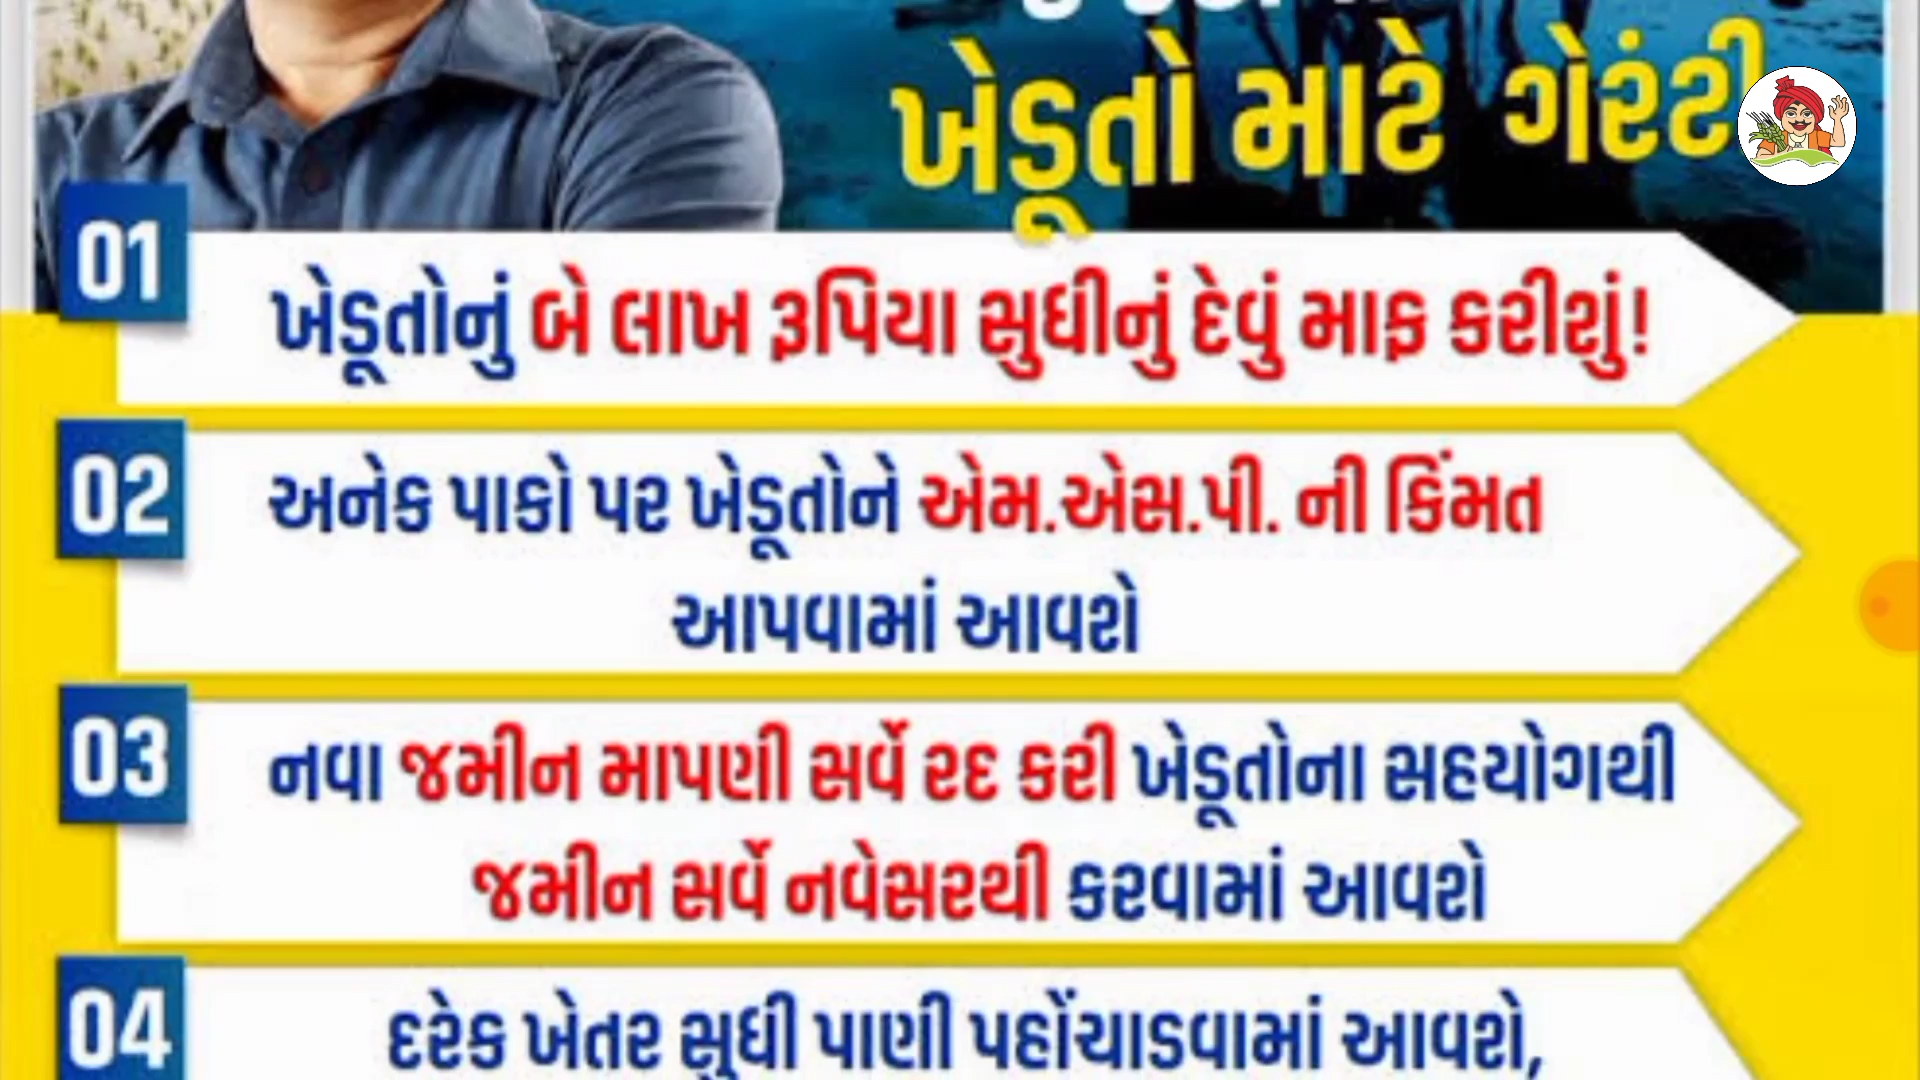 ખેડૂતો માટે ગેરંટી
01
ખેડૂતોનું બે લાખ રૂપિયા સુધીનું દેવું માફ કરીશું!
02
અનેક પાકો પર ખેડૂતોને એમ.એસ.પી. ની કિંમત
આપવામાં આવશે
03
નવા જમીન માપણી સર્વે રદ કરી ખેડૂતોના સહયોગથી
જમીન સર્વે નવેસરથી કરવામાં આવશે
04
દરેક ખેતર સુધી પાણી પહોંચાડવામાં આવશે,